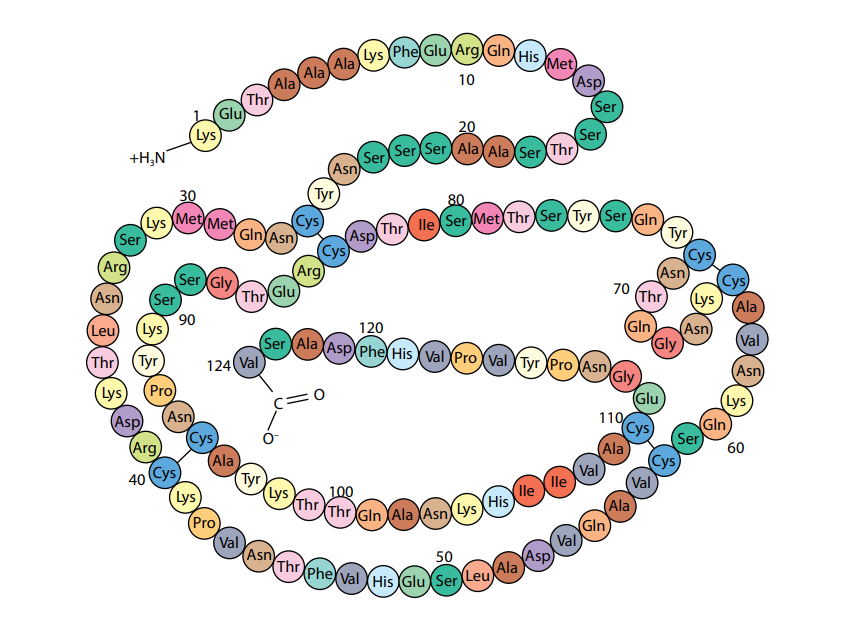 +H₃N
1
Lys Glu Thr Ala Ala Ala Lys Phe Glu Arg Gln His Met Asp Ser
10
Ser Thr Ser Ala Ala Ser Ser Ser Asn Tyr Cys
20
Asn Gln Met Met Lys Ser Arg Asn Leu Thr Lys Asp Arg Cys
30
40
Lys Pro Val Asn Thr Phe Val His Glu Ser Leu Ala Asp Val Gln Ala Val Cys
50
Ser Gln Lys Asn Val Ala Cys
60
Lys Asn Gly Gln Thr Asn Cys
70
Tyr Gln Ser Tyr Ser Thr Met Ser Ile Thr Asp Cys
80
Arg Glu Thr Gly Ser Ser Lys Tyr Pro Asn Cys
90
Ala Tyr Lys Thr Thr Gln Ala Asn Lys His Ile Ile Val Ala Cys
100
110
Glu Gly Asn Pro Tyr Val Pro Val His Phe Asp Ala Ser Val
120
124
C
O
O⁻